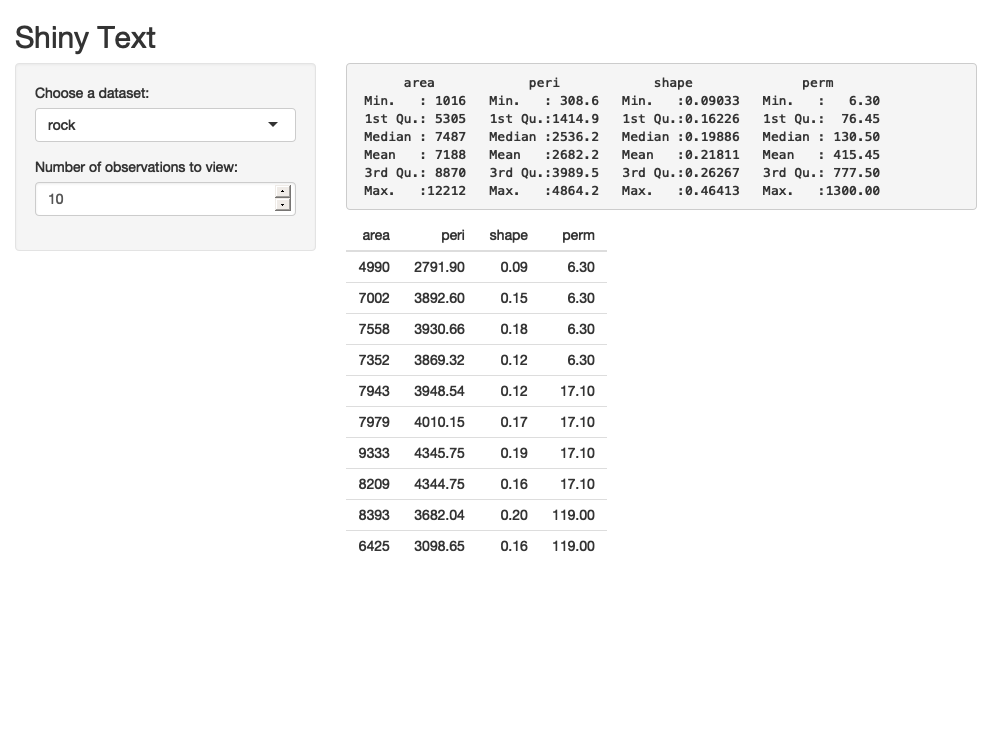 Shiny Text
Choose a dataset:
rock
Number of observations to view:
10
area peri shape perm
Min. : 1016 Min. : 308.6 Min. :0.09033 Min. : 6.30
1st Qu.: 5305 1st Qu.:1414.9 1st Qu.:0.16226 1st Qu.: 76.45
Median : 7487 Median :2536.2 Median :0.19886 Median : 130.50
Mean : 7188 Mean :2682.2 Mean :0.21811 Mean : 415.45
3rd Qu.: 8870 3rd Qu.:3989.5 3rd Qu.:0.26267 3rd Qu.: 777.50
Max. :12212 Max. :4864.2 Max. :0.46413 Max. :1300.00
area peri shape perm
4990 2791.90 0.09 6.30
7002 3892.60 0.15 6.30
7558 3930.66 0.18 6.30
7352 3869.32 0.12 6.30
7943 3948.54 0.12 17.10
7979 4010.15 0.17 17.10
9333 4345.75 0.19 17.10
8209 4344.75 0.16 17.10
8393 3682.04 0.20 119.00
6425 3098.65 0.16 119.00